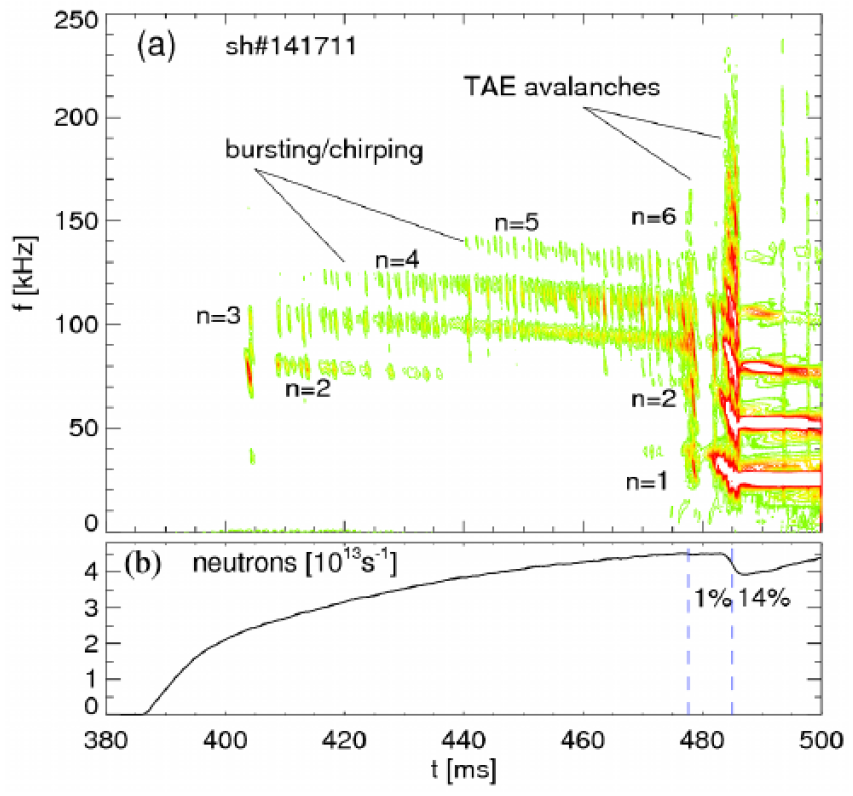 250
(a)
sh#141711
TAE avalanches
200
bursting/chirping
f [kHz]
150
n=5
n=6
n=4
n=3
100
n=2
n=2
50
n=1
0
(b)
neutrons [10¹³s⁻¹]
4
1% 14%
3
2
1
0
380
400
420
440
460
480
500
t [ms]